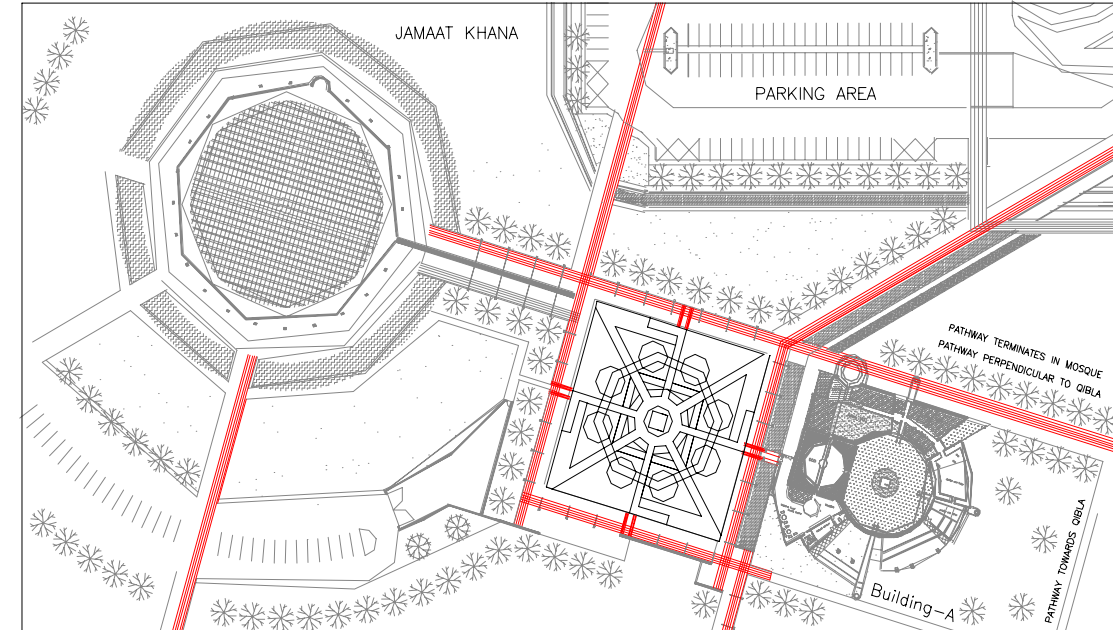 JAMAAT KHANA
PARKING AREA
PATHWAY TERMINATES IN MOSQUE
PATHWAY PERPENDICULAR TO QIBLA
PATHWAY TOWARDS QIBLA
Building-A